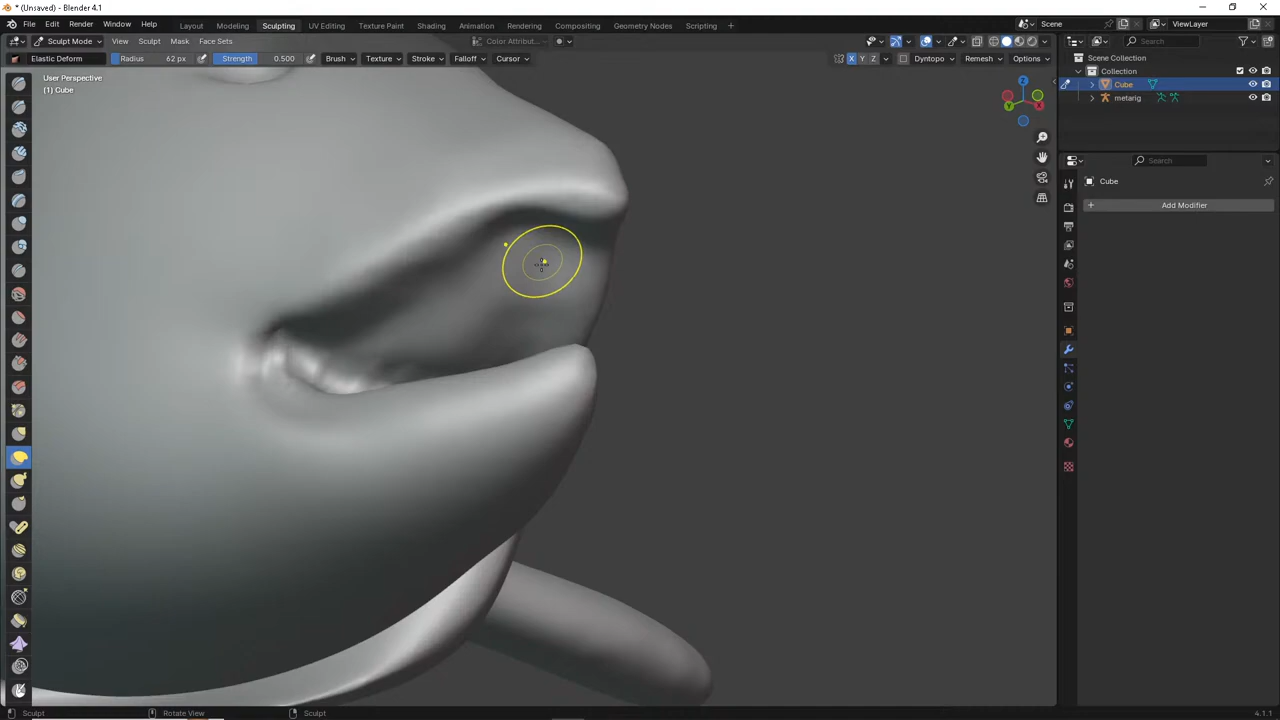 * (Unsaved) - Blender 4.1
File Edit Render Window Help Layout Modeling Sculpting UV Editing Texture Paint Shading Animation Rendering Compositing Geometry Nodes Scripting + Scene ViewLayer
Sculpt Mode View Sculpt Mask Face Sets Color Attribut... Search
Elastic Deform Radius 62 px Strength 0.500 Brush Texture Stroke Falloff Cursor X Y Z Dyntopo Remesh Options
Scene Collection
Collection
User Perspective
(1) Cube
Cube
metarig
Z
Y
X
Search
Cube
+ Add Modifier
Sculpt Rotate View Sculpt 4.1.1